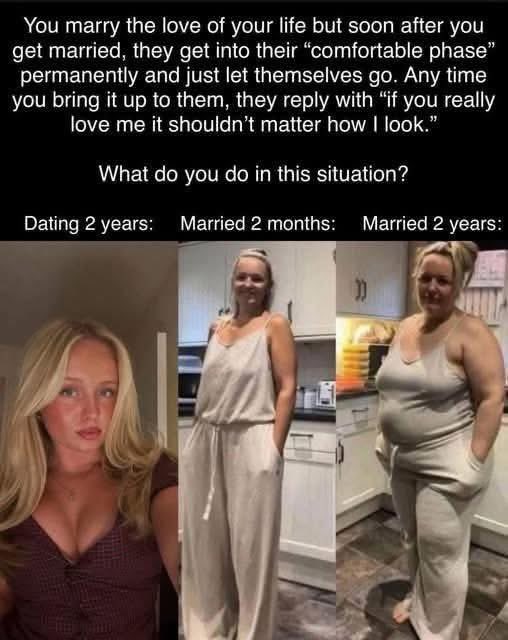 You marry the love of your life but soon after you
get married, they get into their “comfortable phase”
permanently and just let themselves go. Any time
you bring it up to them, they reply with “if you really
love me it shouldn’t matter how I look.”
What do you do in this situation?
Dating 2 years: Married 2 months: Married 2 years: